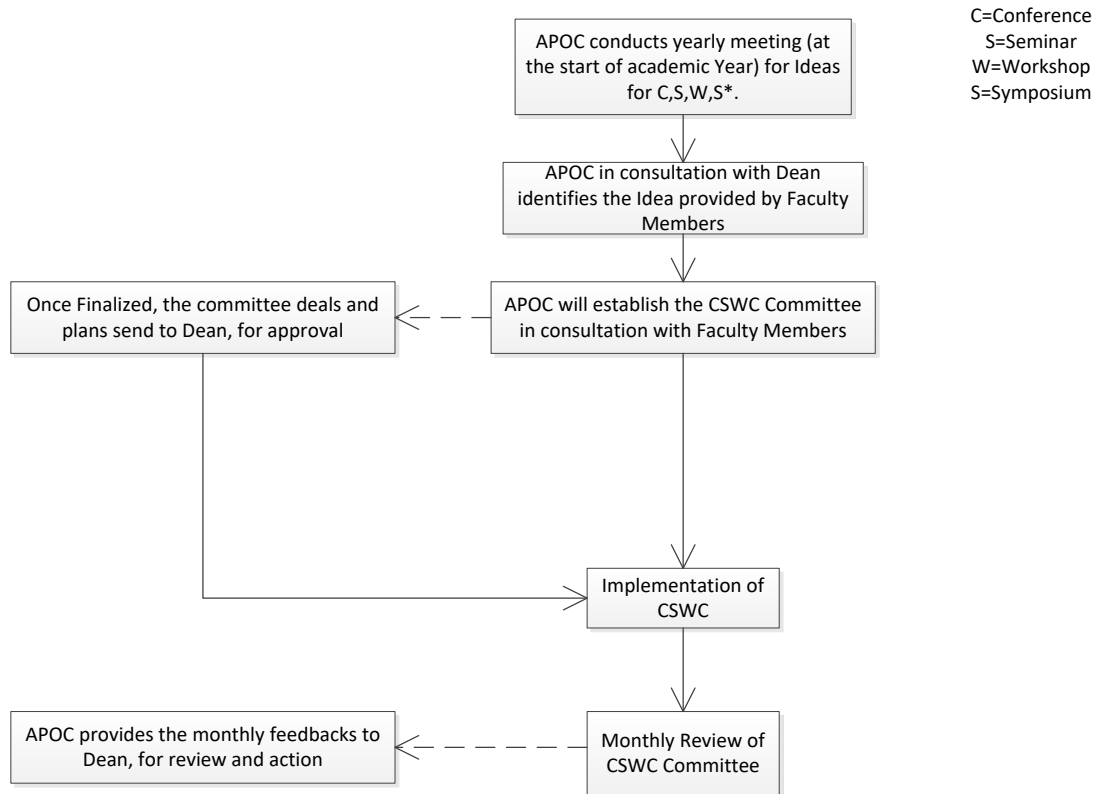 C=Conference
S=Seminar
W=Workshop
S=Symposium
APOC conducts yearly meeting (at
the start of academic Year) for Ideas
for C,S,W,S*.
APOC in consultation with Dean
identifies the Idea provided by Faculty
Members
Once Finalized, the committee deals and
plans send to Dean, for approval
APOC will establish the CSWC Committee
in consultation with Faculty Members
Implementation of
CSWC
APOC provides the monthly feedbacks to
Dean, for review and action
Monthly Review of
CSWC Committee